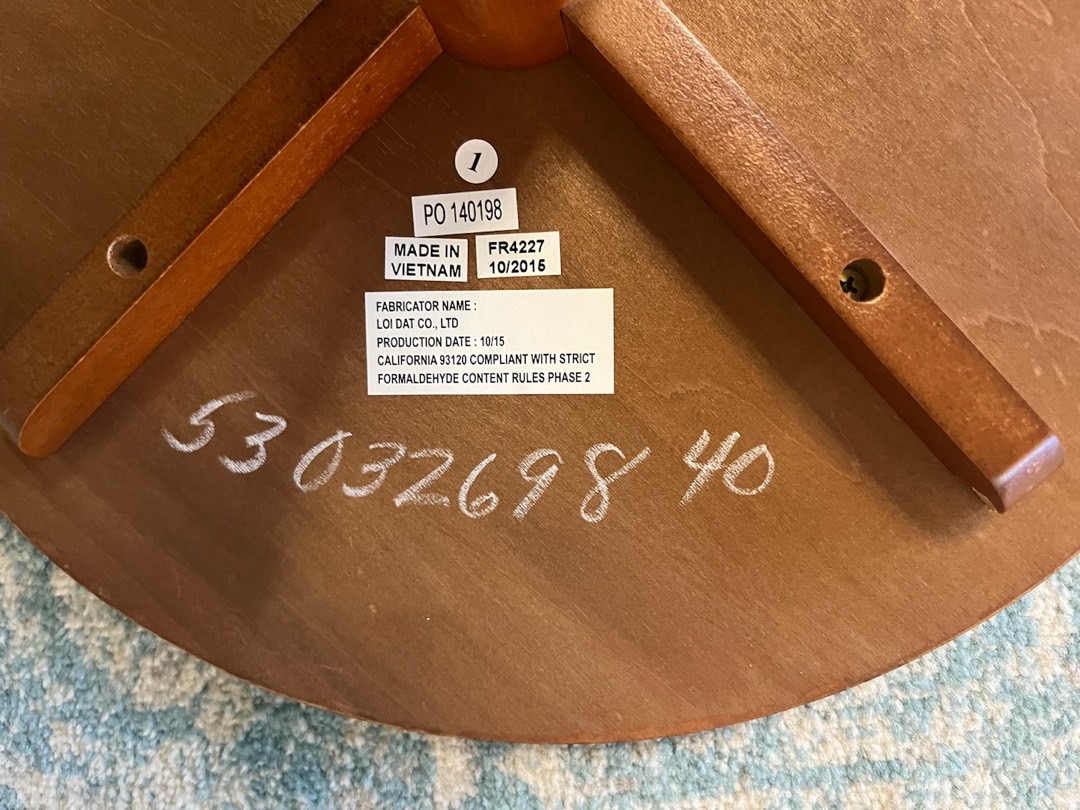 1
PO 140198
MADE IN
VIETNAM
FR4227
10/2015
FABRICATOR NAME :
LOI DAT CO., LTD
PRODUCTION DATE : 10/15
CALIFORNIA 93120 COMPLIANT WITH STRICT
FORMALDEHYDE CONTENT RULES PHASE 2
53032698 40